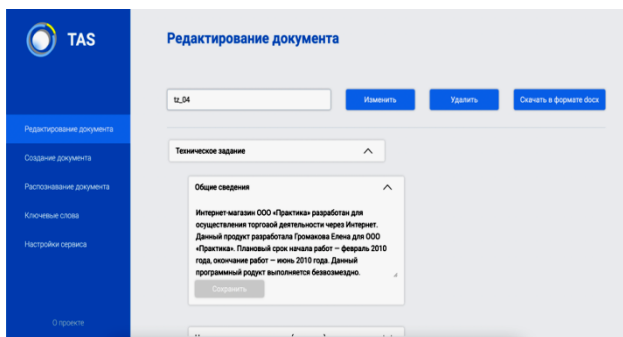 TAS
Редактирование документа
tz_04
Изменить
Удалить
Скачать в формате docx
Редактирование документа
Создание документа
Распознавание документа
Ключевые слова
Настройки сервиса
О проекте
Техническое задание
Общие сведения
Интернет-магазин ООО «Практика» разработан для
осуществления торговой деятельности через Интернет.
Данный продукт разработала Громакова Елена для ООО
«Практика». Плановый срок начала работ — февраль 2010
года, окончание работ — июнь 2010 года. Данный
программный родукт выполняется безвозмездно.
Сохранить